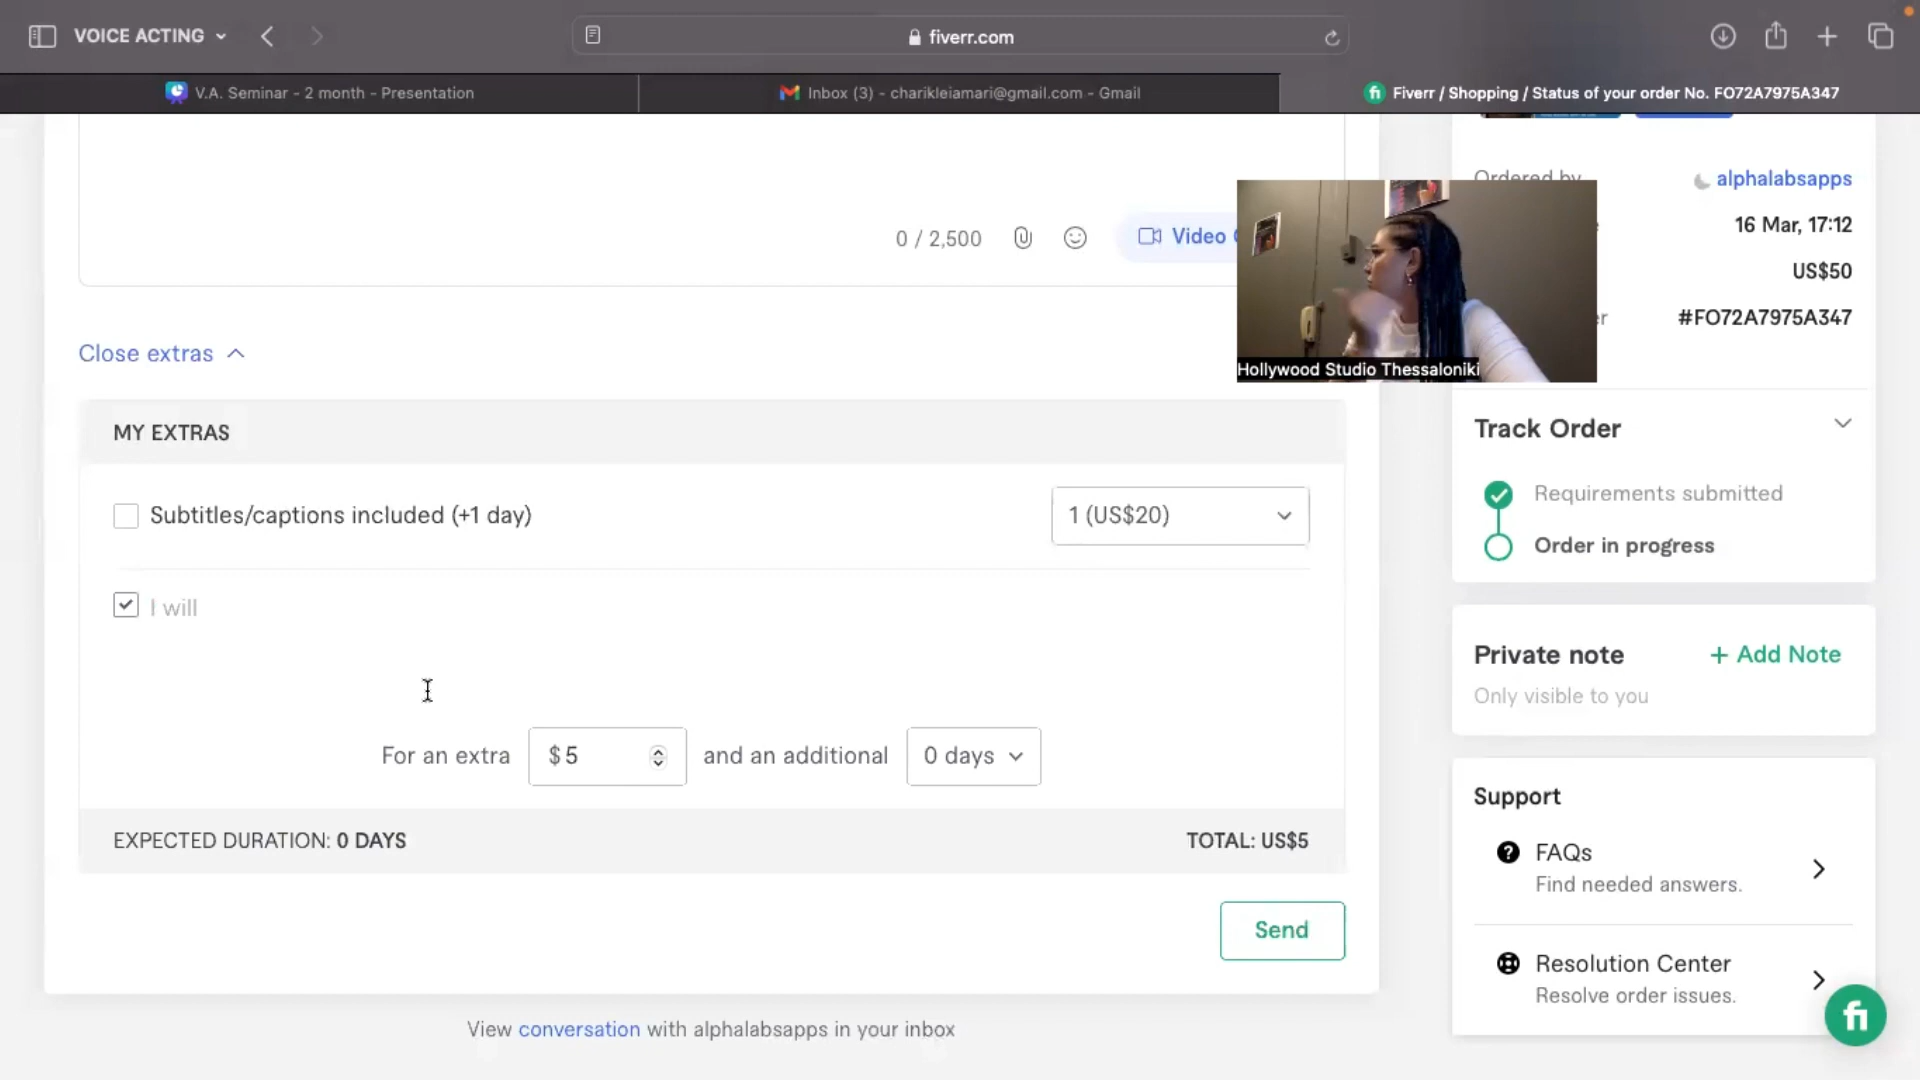 VOICE ACTING
fiverr.com
V.A. Seminar - 2 month - Presentation
Inbox (3) - charikleiamari@gmail.com - Gmail
Fiverr / Shopping / Status of your order No. FO72A7975A347
Ordered by
alphalabsapps
16 Mar, 17:12
US$50
#FO72A7975A347
0 / 2,500
Video
Hollywood Studio Thessaloniki
Close extras
MY EXTRAS
Subtitles/captions included (+1 day)
1 (US$20)
I will
For an extra $ 5 and an additional 0 days
EXPECTED DURATION: 0 DAYS
TOTAL: US$5
Send
View conversation with alphalabsapps in your inbox
Track Order
Requirements submitted
Order in progress
Private note
+ Add Note
Only visible to you
Support
FAQs
Find needed answers.
Resolution Center
Resolve order issues.
fi